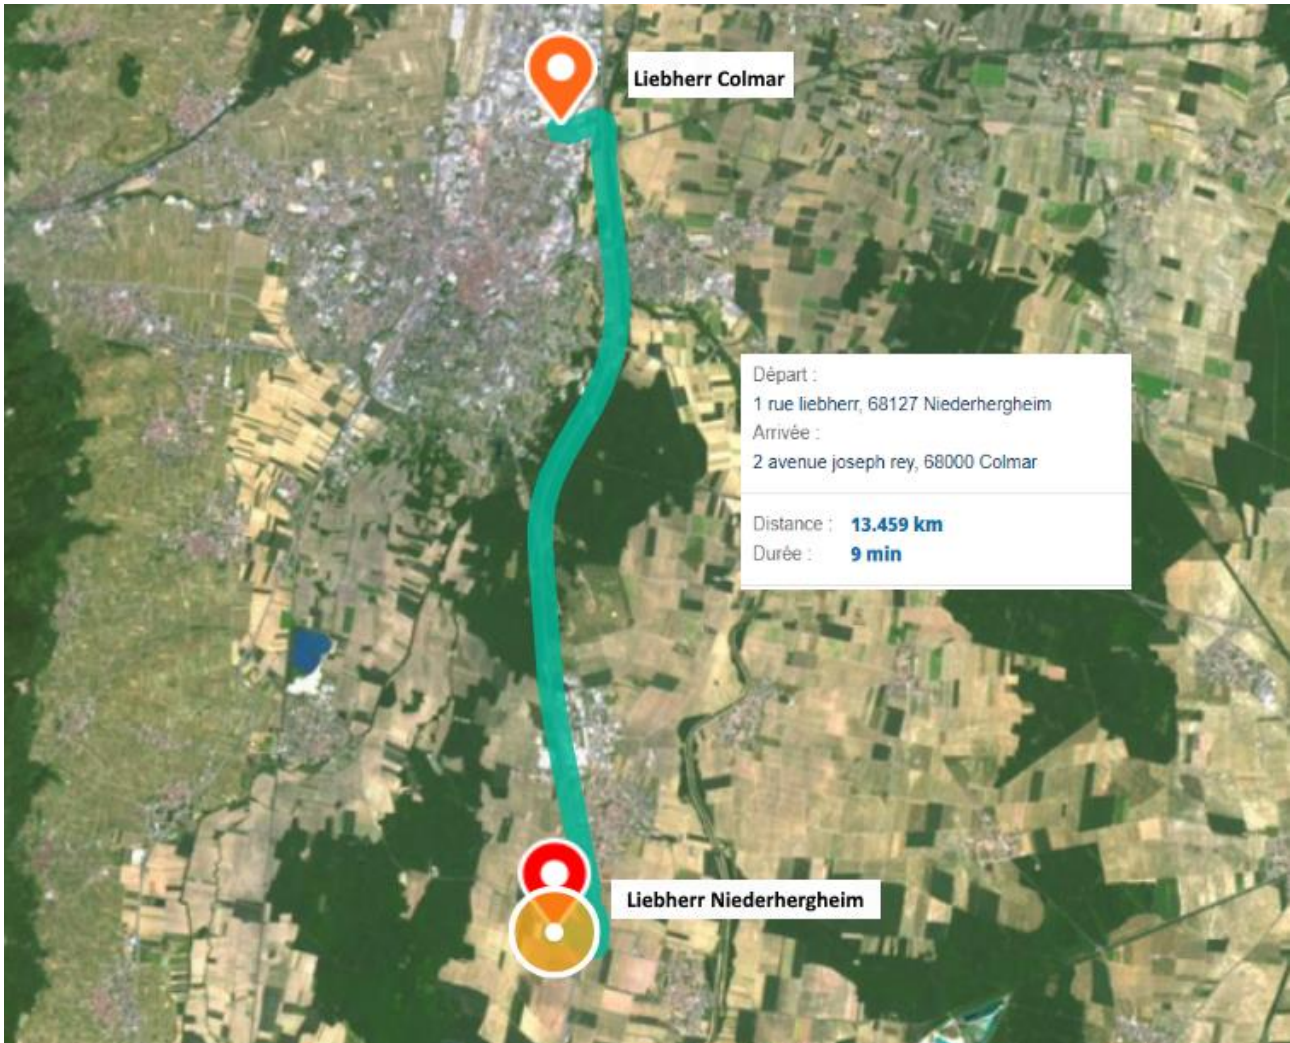 Liebherr Colmar
Départ :
1 rue liebherr, 68127 Niederhergheim
Arrivée :
2 avenue joseph rey, 68000 Colmar
Distance : 13.459 km
Durée : 9 min
Liebherr Niederhergheim